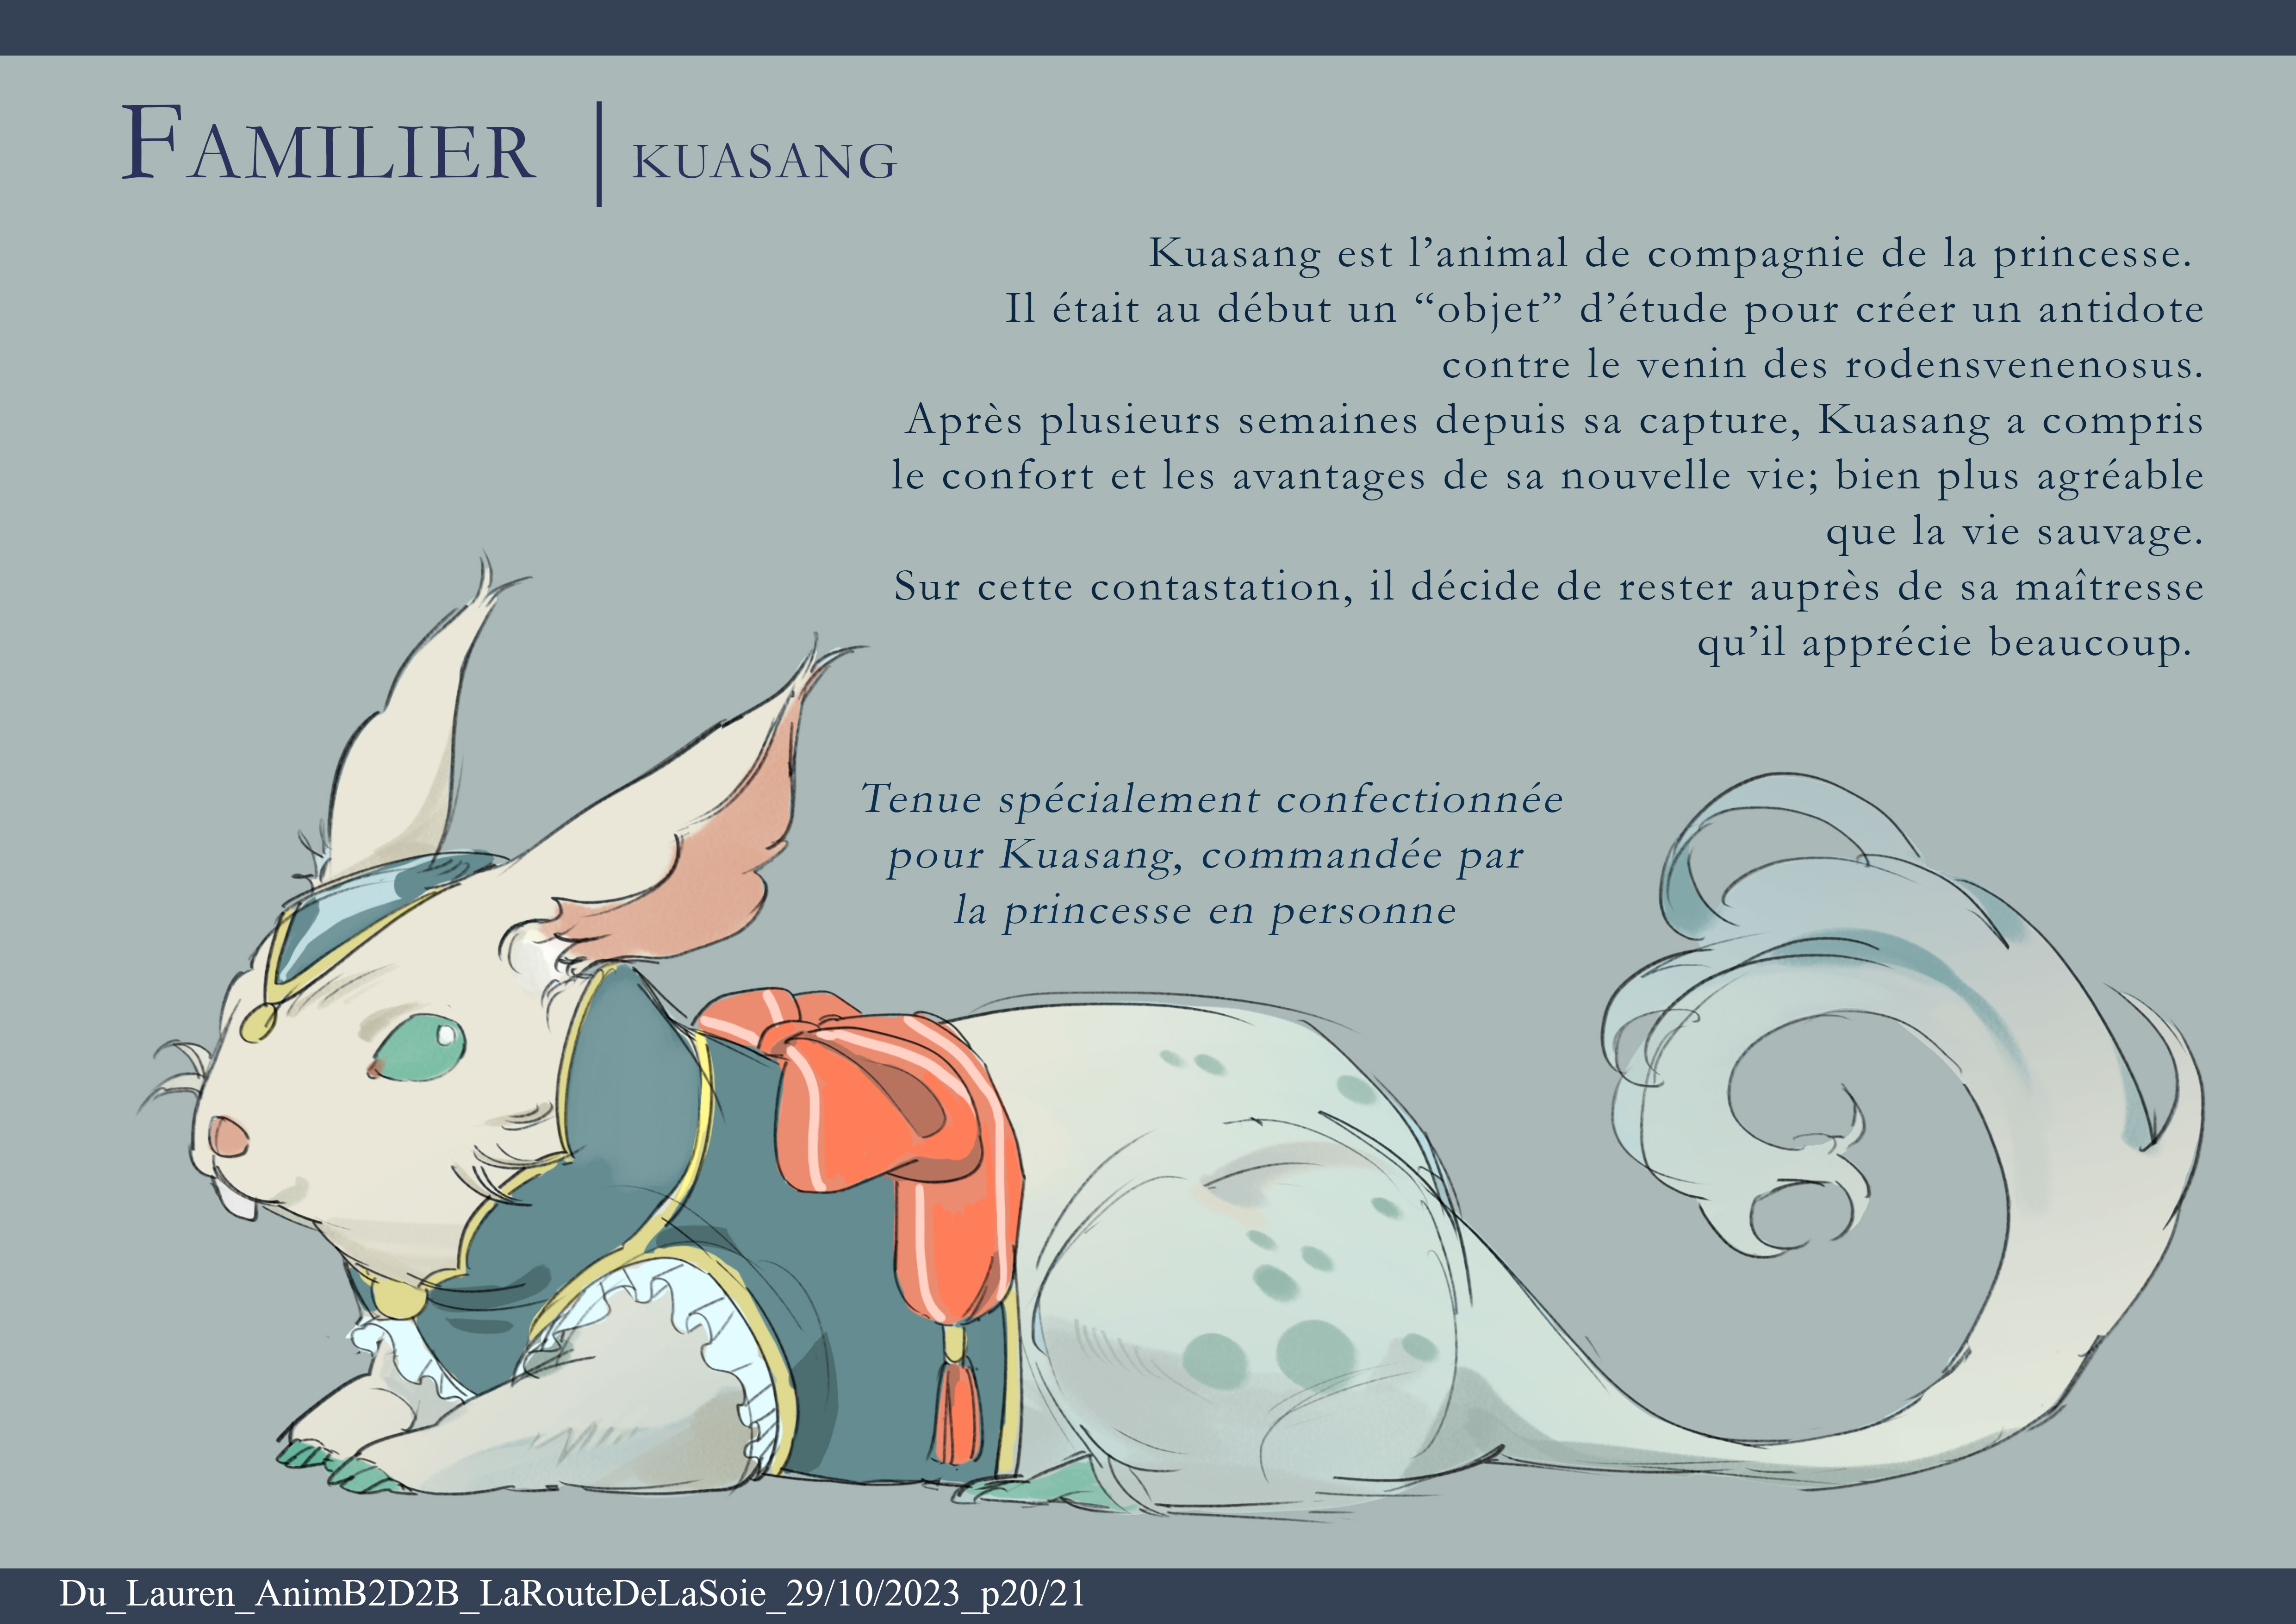 FAMILIER | KUASANG
Kuasang est l’animal de compagnie de la princesse.
Il était au début un “objet” d’étude pour créer un antidote
contre le venin des rodensvenenosus.
Après plusieurs semaines depuis sa capture, Kuasang a compris
le confort et les avantages de sa nouvelle vie; bien plus agréable
que la vie sauvage.
Sur cette contastation, il décide de rester auprès de sa maîtresse
qu’il apprécie beaucoup.
Tenue spécialement confectionnée
pour Kuasang, commandée par
la princesse en personne
Du_Lauren_AnimB2D2B_LaRouteDeLaSoie_29/10/2023_p20/21